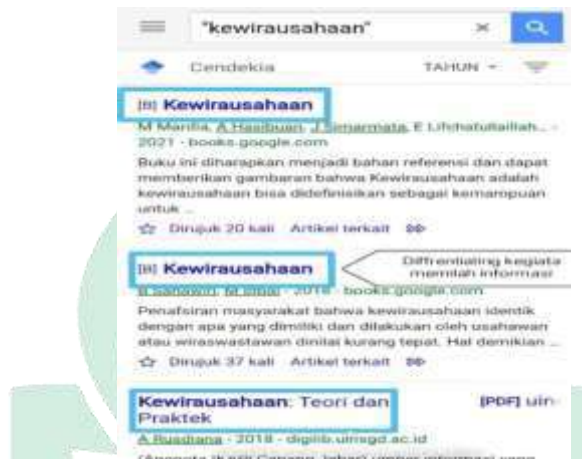 "kewirausahaan" ×
Cendekia TAHUN
[B] Kewirausahaan
M Manilia, A Hasibuan, J Simarmata, E Lifchatullaillah... -
2021 - books.google.com
Buku ini diharapkan menjadi bahan referensi dan dapat
memberikan gambaran bahwa Kewirausahaan adalah
kewirausahaan bisa didefinisikan sebagai kemampuan
untuk ...
Dirujuk 20 kali Artikel terkait
[B] Kewirausahaan
Diffrentiating kegiata
memilah informasi
2018 - books.google.com
Penafsiran masyarakat bahwa kewirausahaan identik
dengan apa yang dimiliki dan dilakukan oleh usahawan
atau wiraswastawan dinilai kurang tepat. Hal demikian ...
Dirujuk 37 kali Artikel terkait
Kewirausahaan: Teori dan [PDF] uin
Praktek
A Rusdiana - 2018 - digilib.uinsgd.ac.id